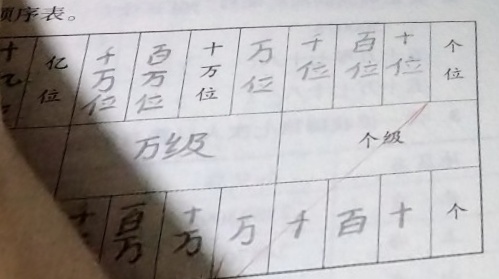 顺序表。
十亿 亿位 千万位 百万位 十万位 万位 千位 百位 十位 个位
万级 个级
千万 百万 十万 万 千 百 十 个